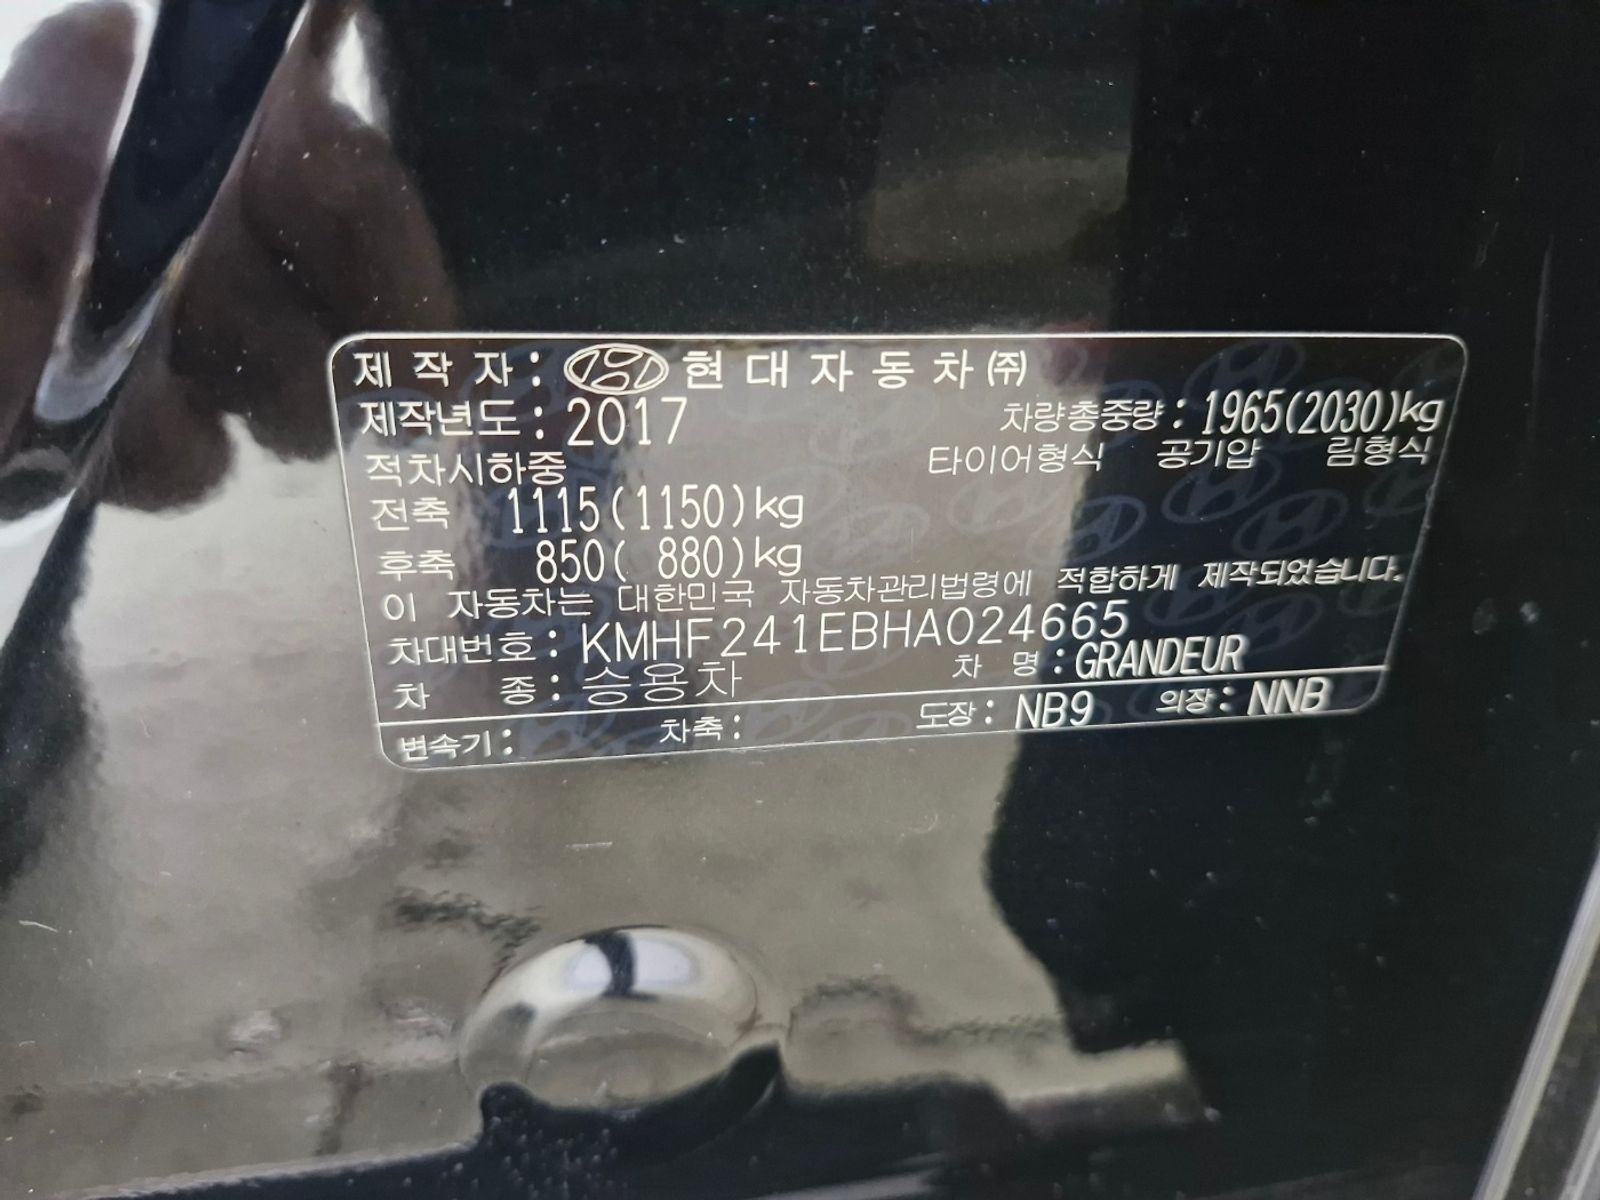 제작자: HYUNDAI 현대자동차㈜
제작년도: 2017 차량총중량: 1965(2030)kg
적차시하중 타이어형식 공기압 림형식
전축 1115(1150)kg
후축 850( 880)kg
이 자동차는 대한민국 자동차관리법령에 적합하게 제작되었습니다.
차대번호: KMHF241EBHA024665
차 종: 승용차 차 명: GRANDEUR
변속기: 차축: 도장: NB9 의장: NNB